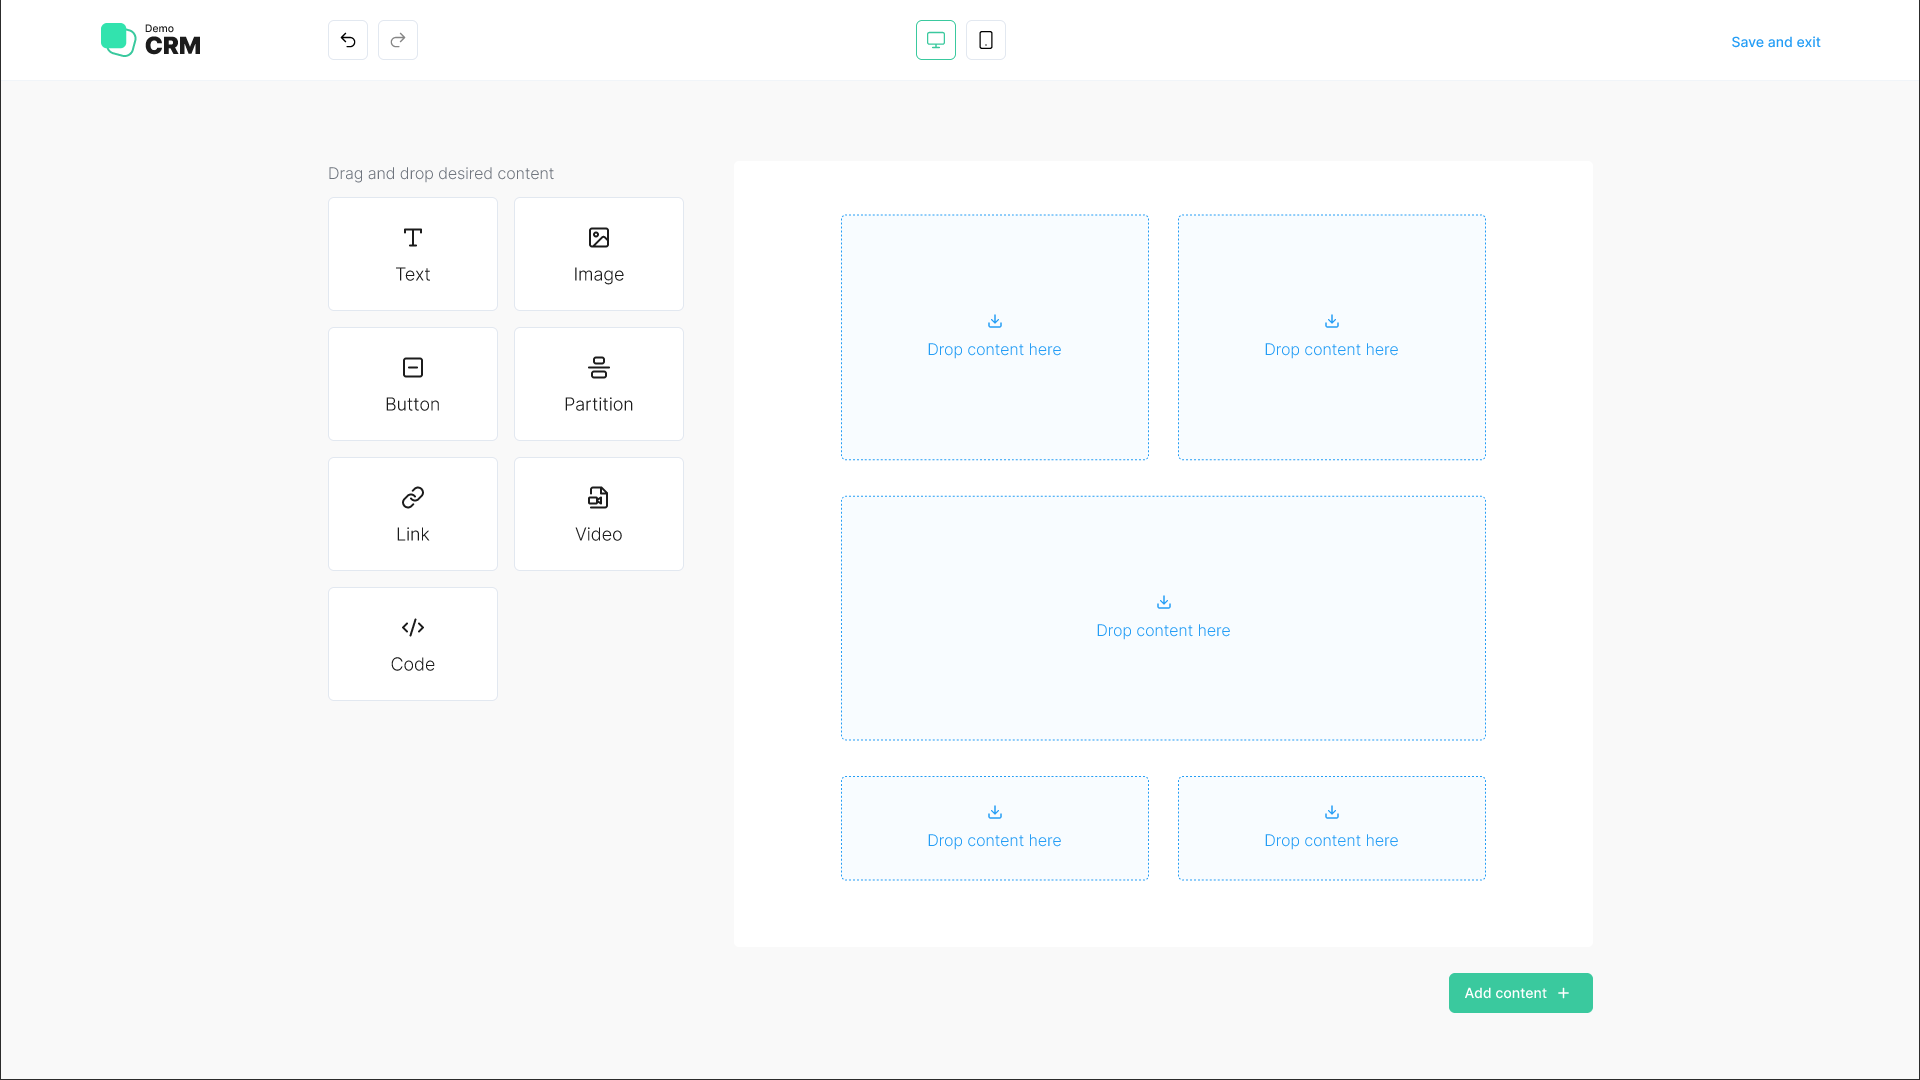 Demo
CRM
Save and exit
Drag and drop desired content
Text
Image
Button
Partition
Link
Video
Code
Drop content here
Drop content here
Drop content here
Drop content here
Drop content here
Add content